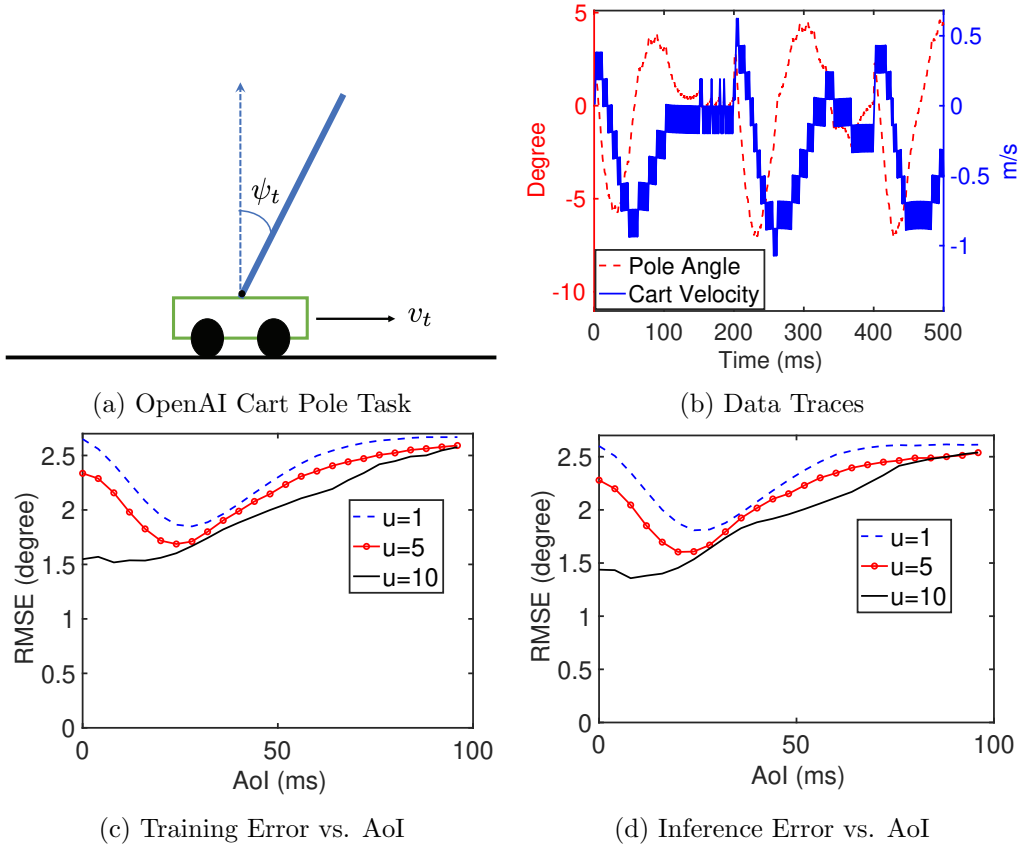 ψt
vt
(a) OpenAI Cart Pole Task
5
0
-5
-10
Degree
0.5
0
-0.5
-1
m/s
Pole Angle
Cart Velocity
0 100 200 300 400 500
Time (ms)
(b) Data Traces
2.5
2
1.5
1
0.5
0
RMSE (degree)
u=1
u=5
u=10
0 50 100
AoI (ms)
(c) Training Error vs. AoI
2.5
2
1.5
1
0.5
0
RMSE (degree)
u=1
u=5
u=10
0 50 100
AoI (ms)
(d) Inference Error vs. AoI